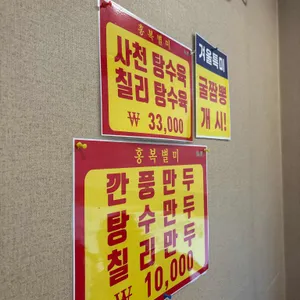 흥복별미
사천 탕수육
칠리 탕수육
₩ 33,000
겨울특미
굴짬뽕
개시!
흥복별미
깐풍만두
탕수만두
칠리만두
₩ 10,000